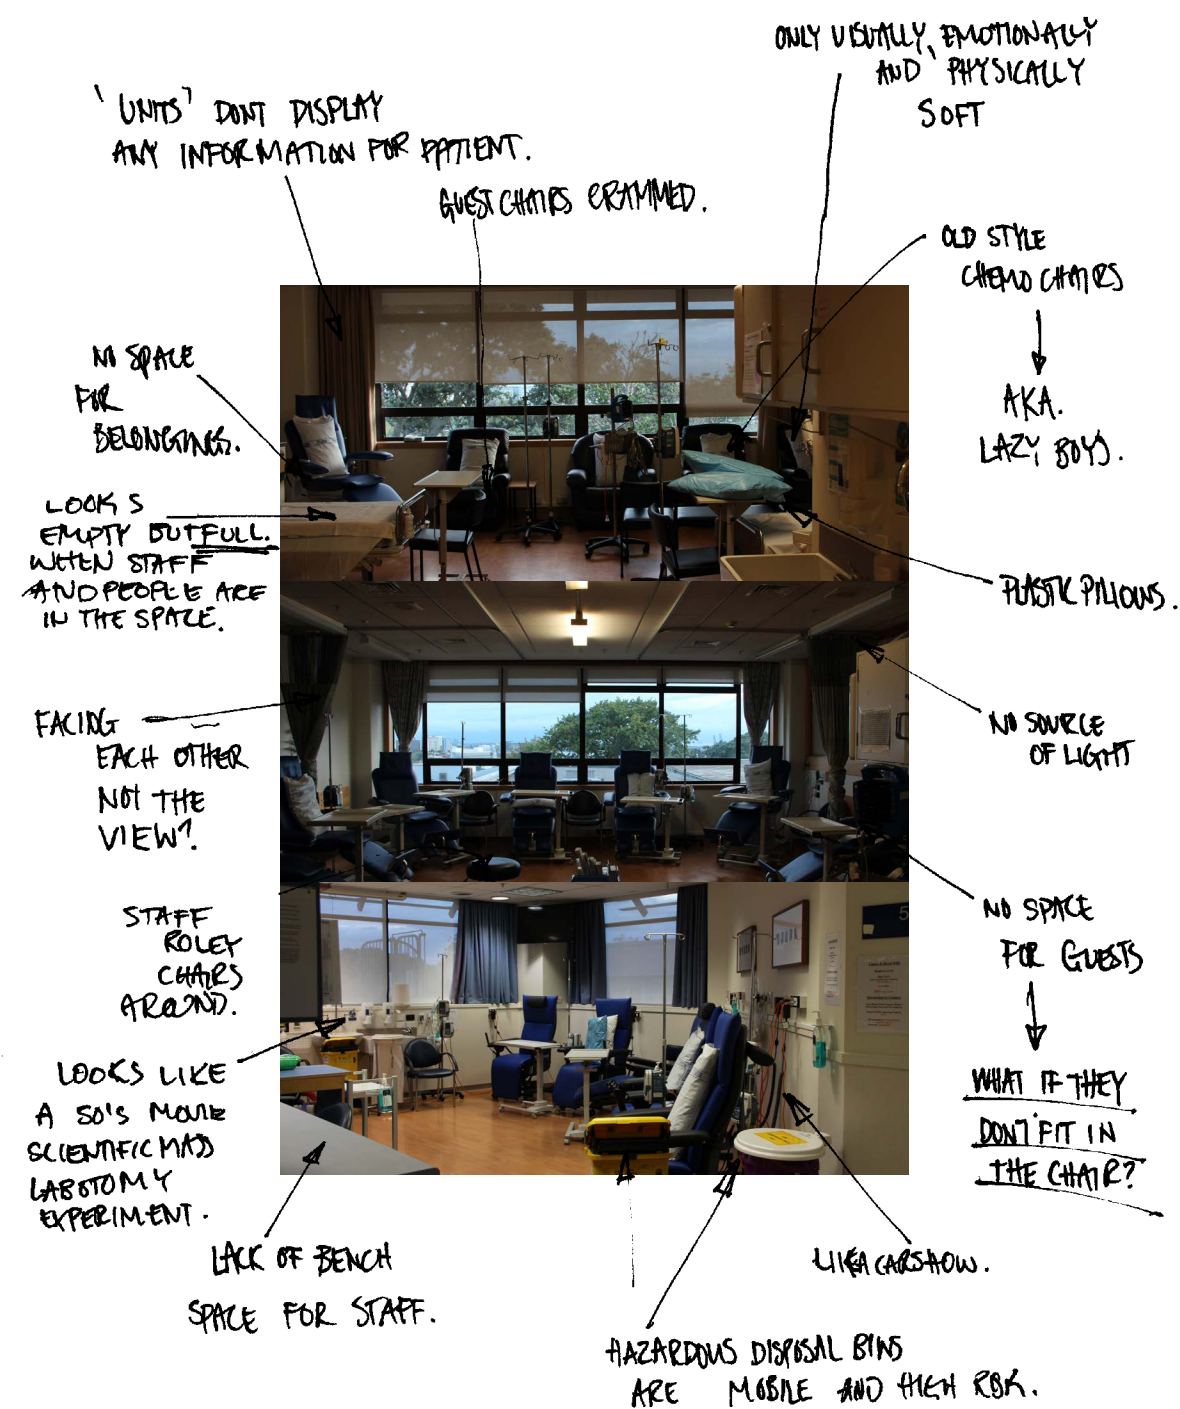 ONLY VISUALLY, EMOTIONALLY
AND PHYSICALLY
SOFT
'UNITS' DONT DISPLAY
ANY INFORMATION FOR PATIENT.
GUEST CHAIRS CRAMMED.
OLD STYLE
CHEMO CHAIRS
AKA.
LAZY BOYS.
NO SPACE
FOR
BELONGINGS.
LOOKS
EMPTY BUT FULL.
WHEN STAFF
AND PEOPLE ARE
IN THE SPACE.
PLASTIC PILLOWS.
FACING
EACH OTHER
NOT THE
VIEW?
NO SOURCE
OF LIGHT
STAFF
ROLEY
CHAIRS
AROUND.
NO SPACE
FOR GUESTS
WHAT IF THEY
DON'T FIT IN
THE CHAIR?
5
LOOKS LIKE
A 50'S MOVIE
SCIENTIFIC MASS
LABOTOMY
EXPERIMENT.
LACK OF BENCH
SPACE FOR STAFF.
LIKE A CARSHOW.
HAZARDOUS DISPOSAL BINS
ARE MOBILE AND HIGH RISK.